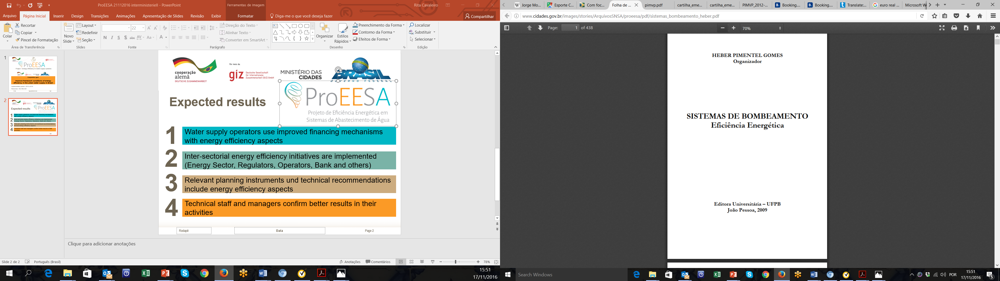 ProEESA 21112016 interministeriell - PowerPoint
Ferramentas de Imagem
Rita Cavaleiro
Arquivo
Página Inicial
Inserir
Design
Transições
Animações
Apresentação de Slides
Revisão
Exibir
Formatar
Diga-me o que você deseja fazer
Compartilhar
Colar
Recortar
Copiar
Pincel de Formatação
Área de Transferência
Novo
Slide
Layout
Redefinir
Seção
Slides
22
N I S S abc AV Aa A
Fonte
Direção do Texto
Alinhar Texto
Converter em SmartArt
Parágrafo
Organizar
Estilos
Rápidos
Preenchimento da Forma
Contorno da Forma
Efeitos de Forma
Desenho
Localizar
Substituir
Selecionar
Edição
1
2
cooperação
alemã
DEUTSCHE ZUSAMMENARBEIT
Por meio da:
giz Deutsche Gesellschaft
für Internationale
Zusammenarbeit (GIZ) GmbH
MINISTÉRIO DAS
CIDADES
BRASIL
GOVERNO FEDERAL
Expected results
ProEESA
Projeto de Eficiência Energética em
Sistemas de Abastecimento de Água
1 Water supply operators use improved financing mechanisms
with energy efficiency aspects
2 Inter-sectorial energy efficiency initiatives are implemented
(Energy Sector, Regulators, Operators, Bank and others)
3 Relevant planning instruments und technical recommendations
include energy efficiency aspects
4 Technical staff and managers confirm better results in their
activities
Rodapé
Data
Page 2
Clique para adicionar anotações
Slide 2 de 2
Português (Brasil)
Anotações
Comentários
78%
15:51
17/11/2016
Jorge Mo...
Esporte C...
Com foc...
Folha de ...
pimvp.pdf
cartilha_eme...
cartilha_eme...
PIMVP_2012-...
Booking....
Booking....
Translate:...
euro real ...
Microsoft W
www.cidades.gov.br/images/stories/ArquivosSNSA/proeesa/pdf/sistemas_bombeamento_heber.pdf
Page: 1 of 438
70%
HEBER PIMENTEL GOMES
Organizador
SISTEMAS DE BOMBEAMENTO
Eficiência Energética
Editora Universitária – UFPB
João Pessoa, 2009
Search Windows
POR
15:51
17/11/2016